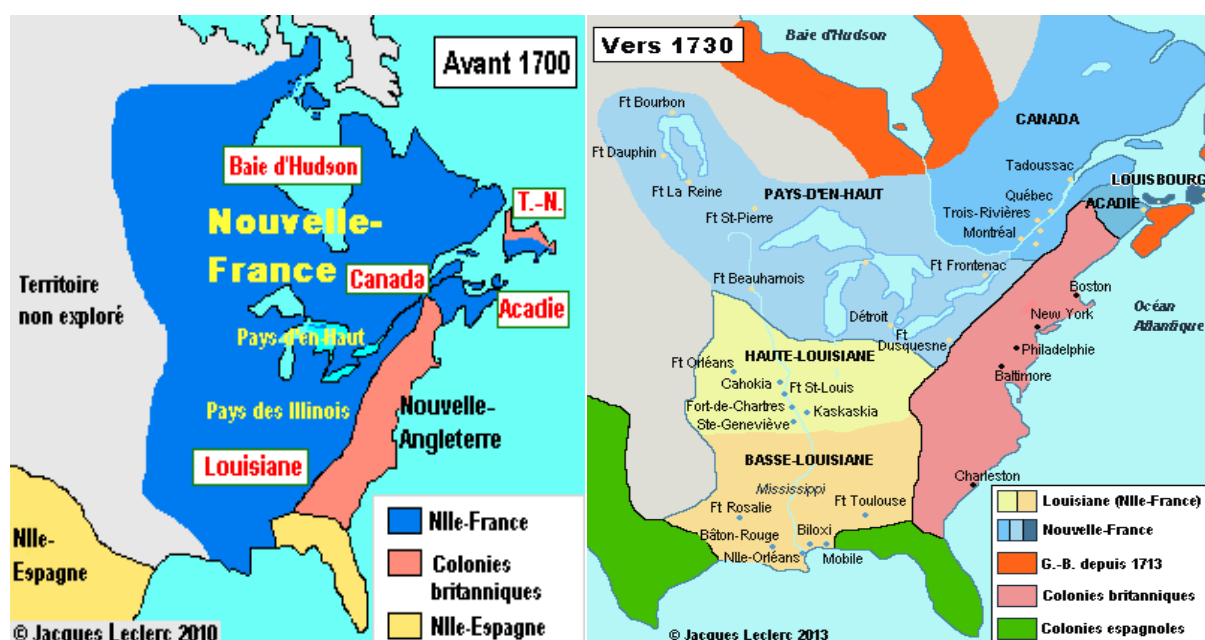 Avant 1700
Baie d'Hudson
T.-N.
Nouvelle-
France
Canada
Acadie
Territoire
non exploré
Pays d'en-Haut
Pays des Illinois
Nouvelle-
Angleterre
Louisiane
Nlle-
Espagne
Nlle-France
Colonies
britanniques
Nlle-Espagne
© Jacques Leclerc 2010
Vers 1730
Baie d'Hudson
Ft Bourbon
CANADA
Ft Dauphin
Tadoussac
LOUISBOURG
Ft La Reine
PAYS-D'EN-HAUT
Québec
ACADIE
Ft St-Pierre
Trois-Rivières
Montréal
Ft Beauharnois
Ft Frontenac
Boston
Océan
Atlantique
Détroit
New York
Ft
Dusquesne
Philadelphie
HAUTE-LOUISIANE
Ft Orléans
Baltimore
Cahokia
Ft St-Louis
Fort-de-Chartres
Kaskaskia
Ste-Geneviève
BASSE-LOUISIANE
Mississippi
Charleston
Ft Rosalie
Ft Toulouse
Bâton-Rouge
Biloxi
Nlle-Orléans
Mobile
Louisiane (Nlle-France)
Nouvelle-France
G.-B. depuis 1713
Colonies britanniques
Colonies espagnoles
© Jacques Leclerc 2013